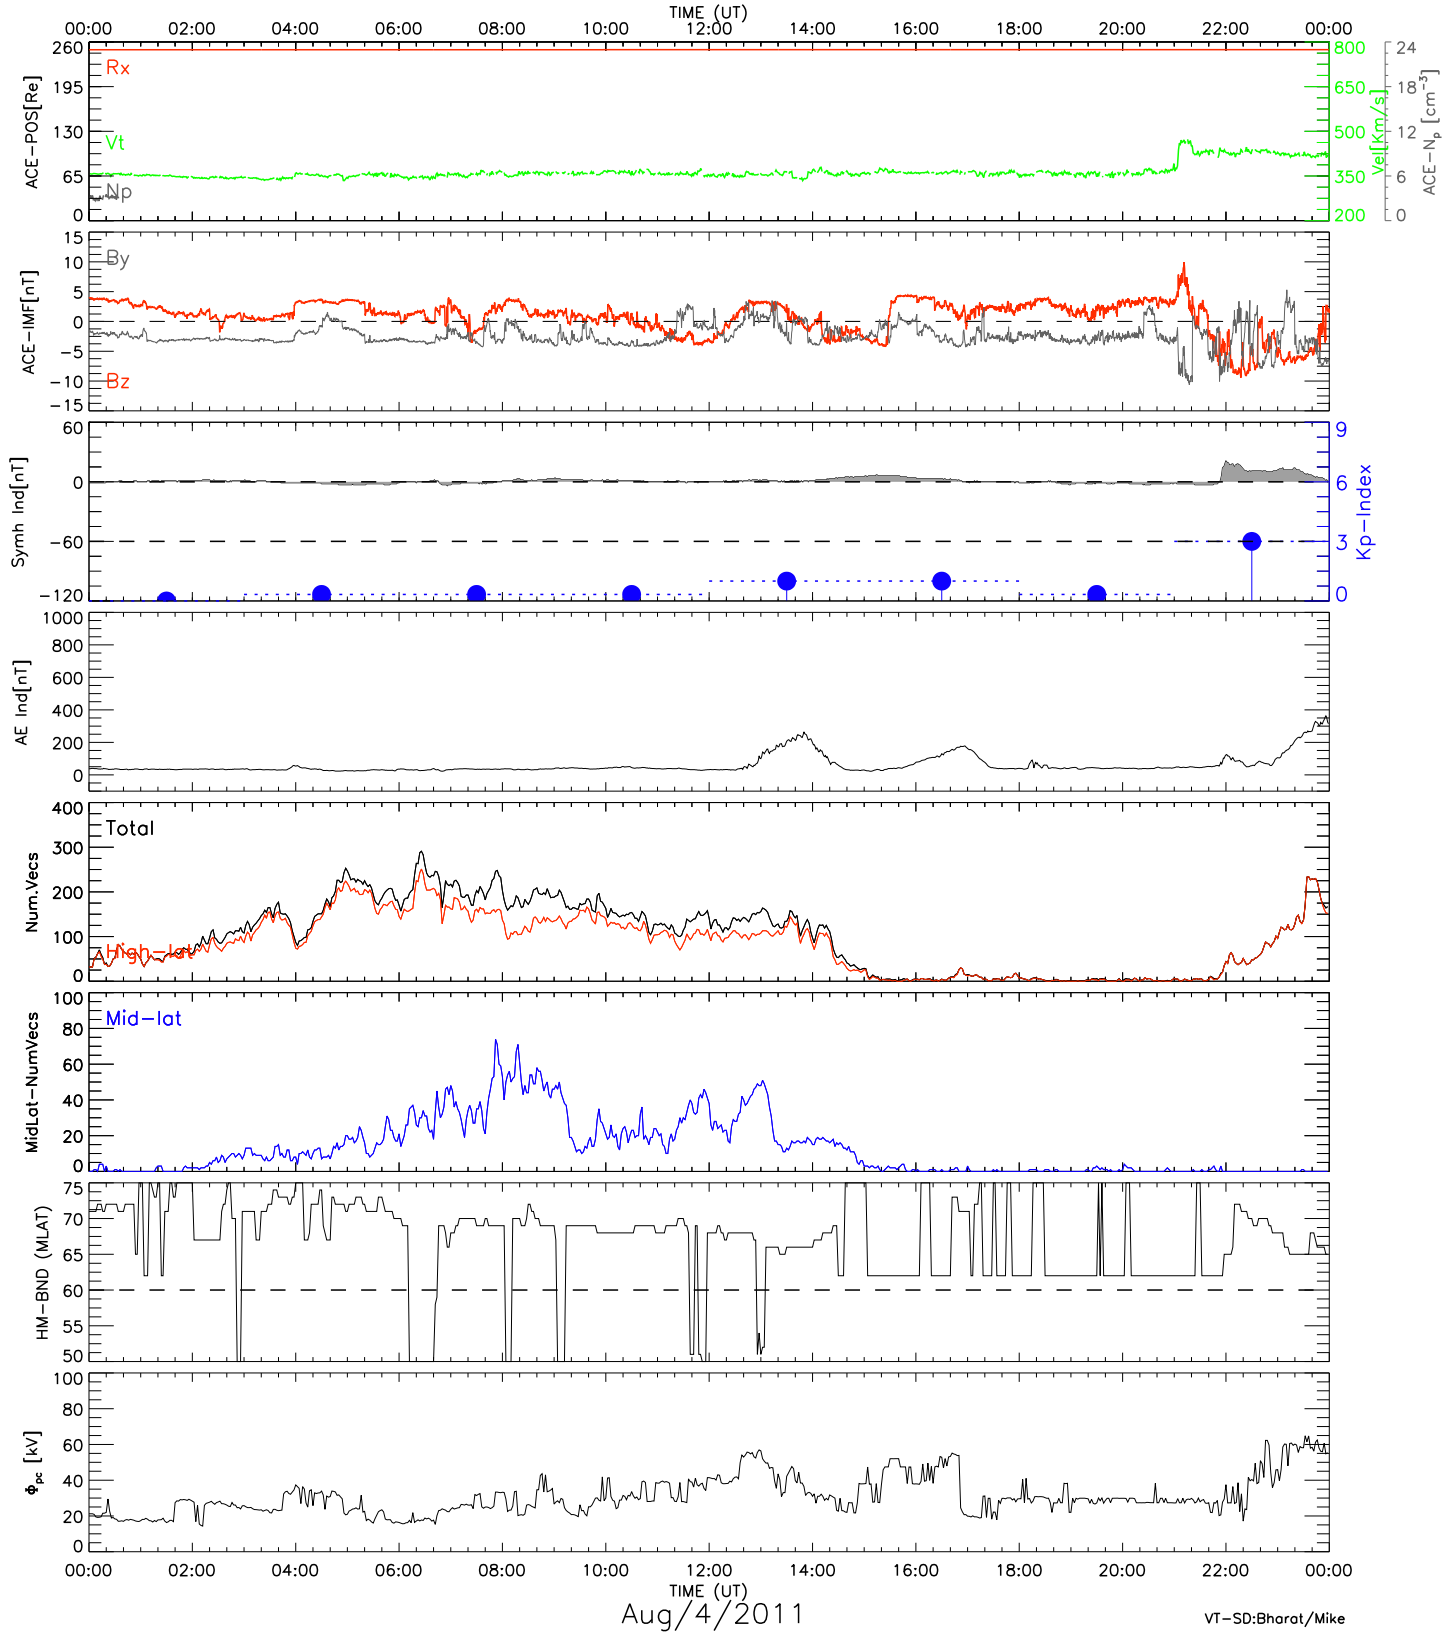 TIME (UT)
00:00 02:00 04:00 06:00 08:00 10:00 12:00 14:00 16:00 18:00 20:00 22:00 00:00
ACE-POS[Re]
260
195
130
65
0
Rx
Vt
Np
800
650
500
350
200
Vel[Km/s]
24
18
12
6
0
ACE-Np [cm⁻³]
ACE-IMF[nT]
15
10
5
0
-5
-10
-15
By
Bz
Symh Ind[nT]
60
0
-60
-120
9
6
3
0
Kp-Index
AE Ind[nT]
1000
800
600
400
200
0
Num.Vecs
400
300
200
100
0
Total
High-lat
MidLat-NumVecs
100
80
60
40
20
0
Mid-lat
HM-BND (MLAT)
75
70
65
60
55
50
Φpc [kV]
100
80
60
40
20
0
00:00 02:00 04:00 06:00 08:00 10:00 12:00 14:00 16:00 18:00 20:00 22:00 00:00
TIME (UT)
Aug/4/2011
VT-SD:Bharat/Mike